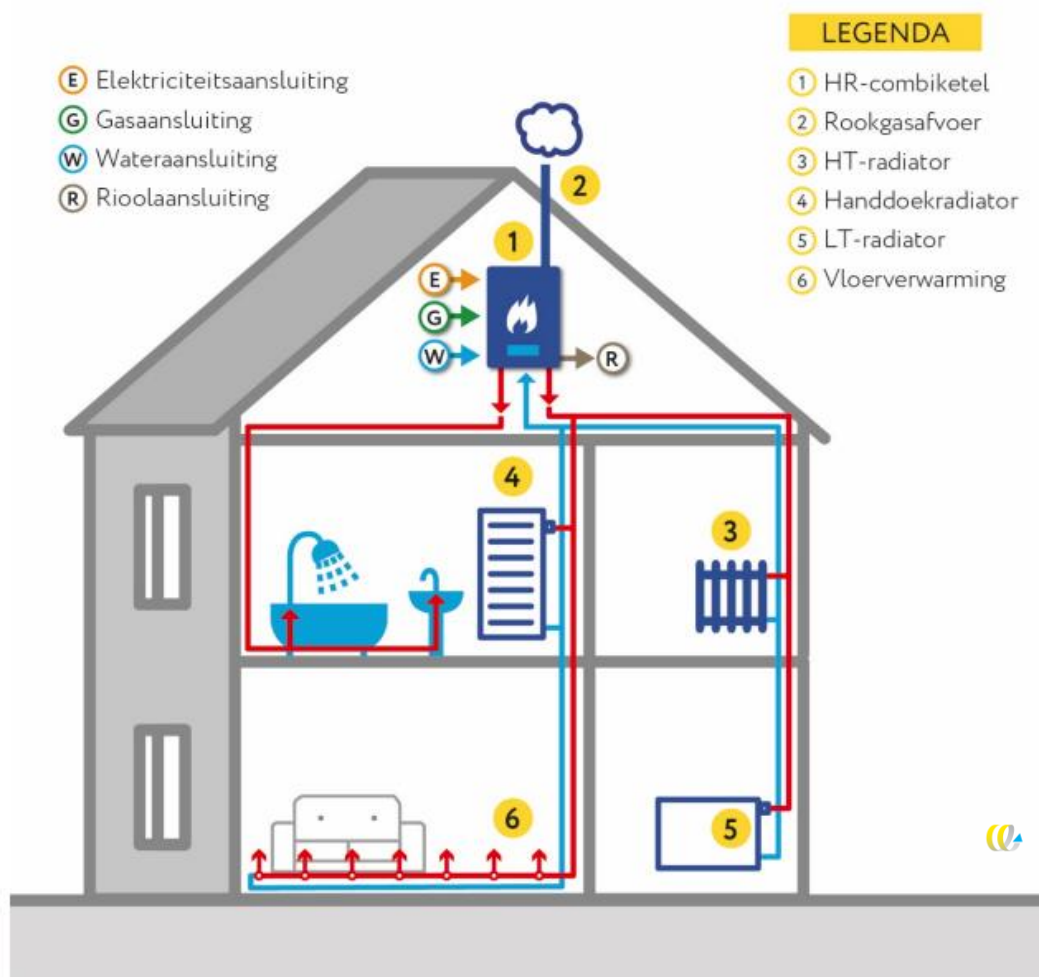 LEGENDA
E Elektriciteitsaansluiting
G Gasaansluiting
W Wateraansluiting
R Rioolaansluiting
1 HR-combiketel
2 Rookgasafvoer
3 HT-radiator
4 Handdoekradiator
5 LT-radiator
6 Vloerverwarming
2
1
E
G
W
R
4
3
6
5